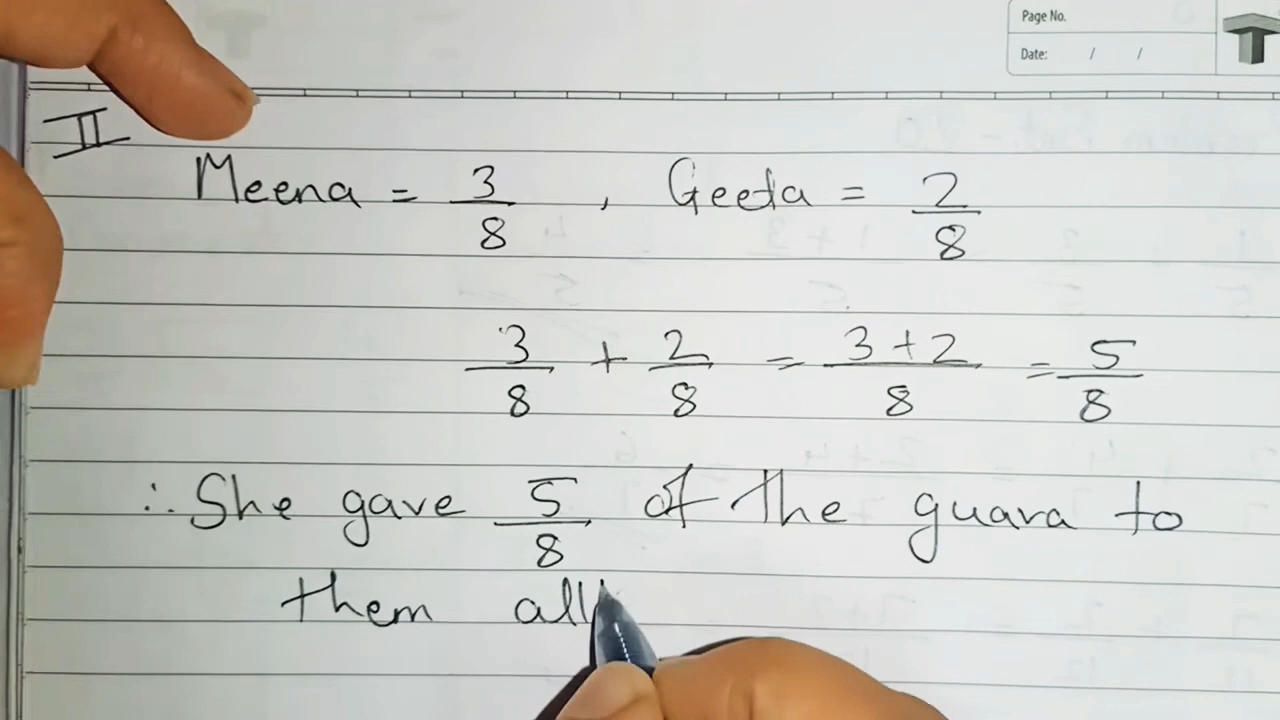 Page No.
Date: / /
II
Meena = 3/8 , Geeta = 2/8
3/8 + 2/8 = 3+2/8 = 5/8
∴ She gave 5/8 of the guava to
them all